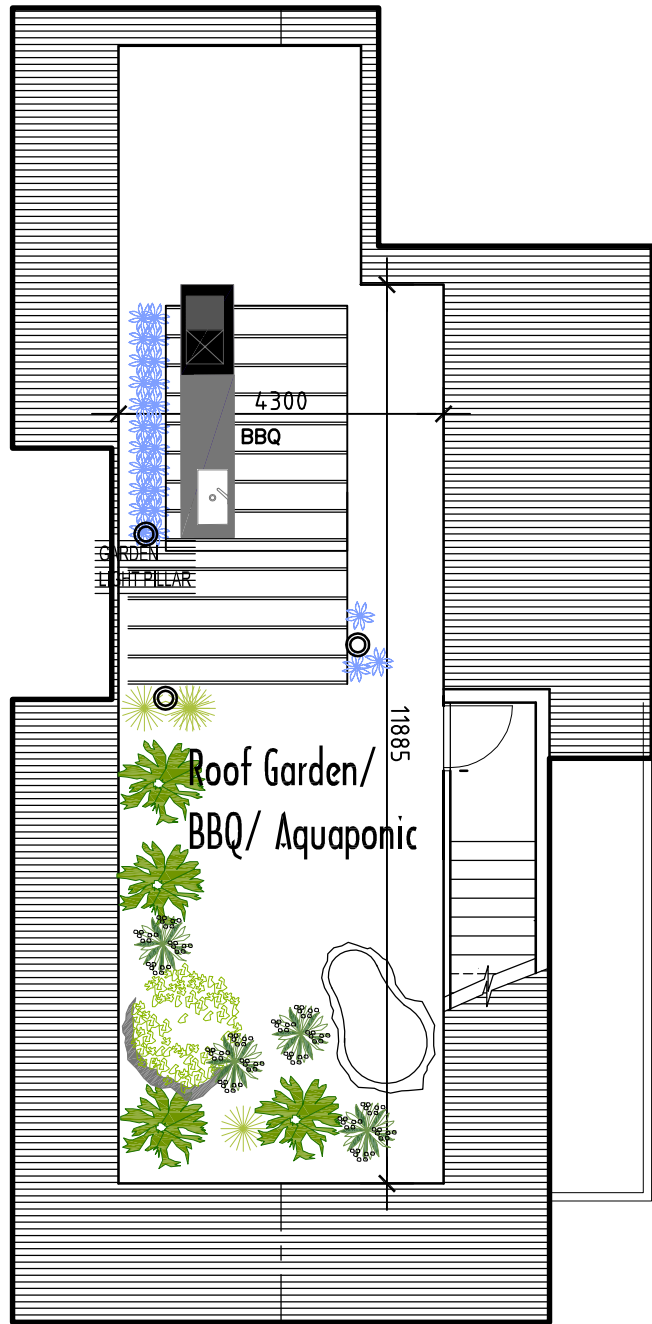 4300
BBQ
GARDEN
LIGHT PILLAR
11885
Roof Garden/
BBQ/ Aquaponic